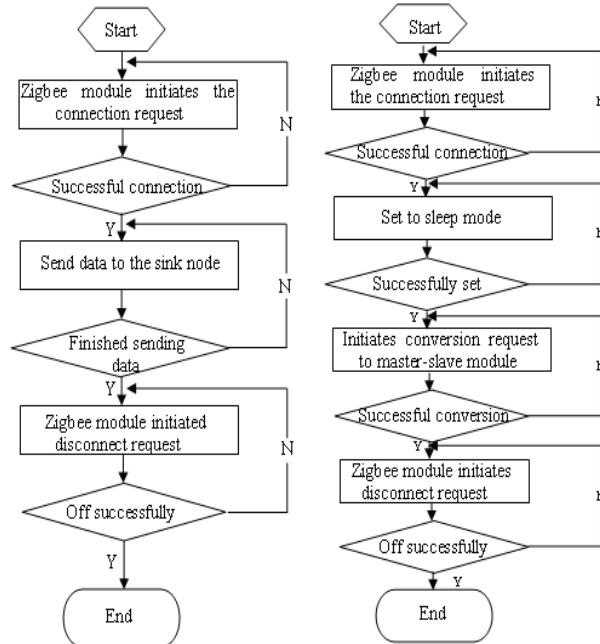 Start
Zigbee module initiates the
connection request
N
Successful connection
Y
Send data to the sink node
N
Finished sending
data
Y
Zigbee module initiated
disconnect request
N
Off successfully
Y
End
Start
Zigbee module initiates
the connection request
Successful connection
Y
Set to sleep mode
Successfully set
Y
Initiates conversion request
to master-slave module
Successful conversion
Y
Zigbee module initiates
disconnect request
Off successfully
Y
End